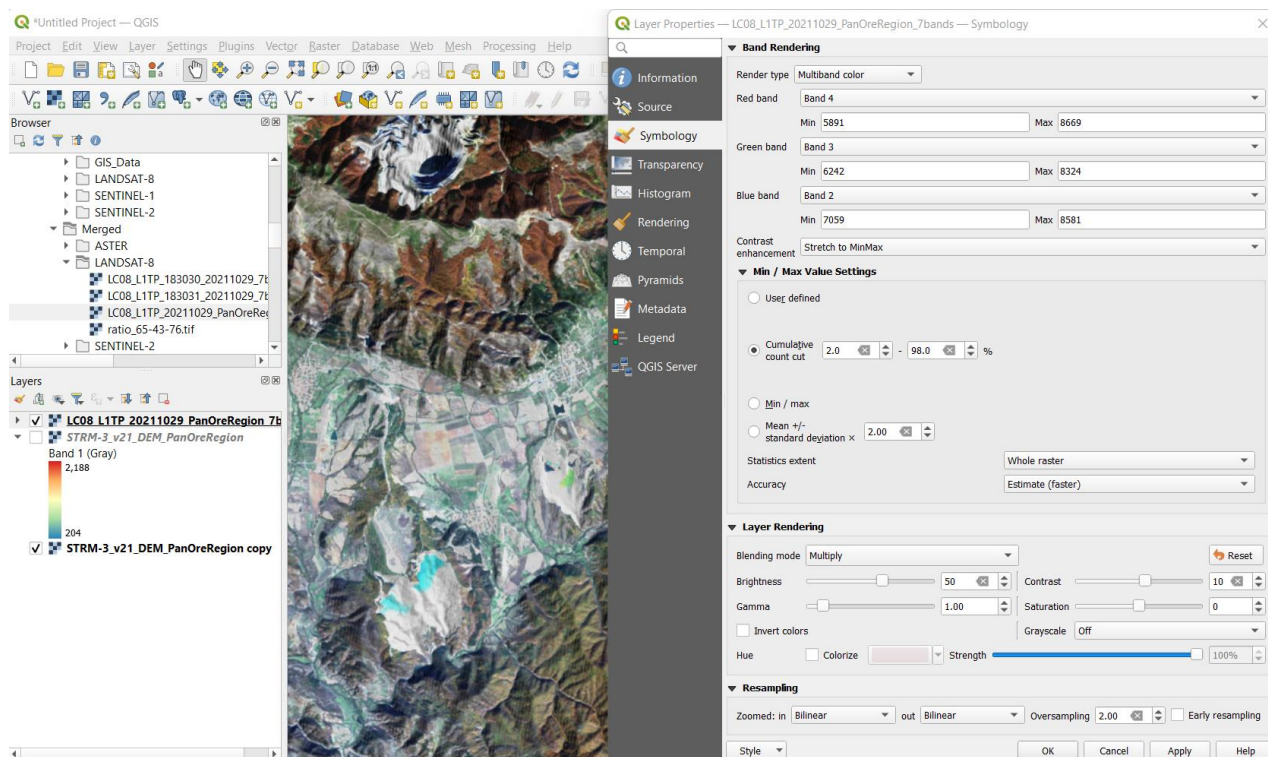 *Untitled Project — QGIS
Project Edit View Layer Settings Plugins Vector Raster Database Web Mesh Processing Help
Browser
GIS_Data
LANDSAT-8
SENTINEL-1
SENTINEL-2
Merged
ASTER
LANDSAT-8
LC08_L1TP_183030_20211029_7b
LC08_L1TP_183031_20211029_7b
LC08_L1TP_20211029_PanOreReg
ratio_65-43-76.tif
SENTINEL-2
Layers
LC08_L1TP_20211029_PanOreRegion_7b
STRM-3_v21_DEM_PanOreRegion
Band 1 (Gray)
2,188
204
STRM-3_v21_DEM_PanOreRegion copy
Layer Properties — LC08_L1TP_20211029_PanOreRegion_7bands — Symbology
Information
Source
Symbology
Transparency
Histogram
Rendering
Temporal
Pyramids
Metadata
Legend
QGIS Server
Band Rendering
Render type Multiband color
Red band Band 4
Min 5891 Max 8669
Green band Band 3
Min 6242 Max 8324
Blue band Band 2
Min 7059 Max 8581
Contrast
enhancement Stretch to MinMax
Min / Max Value Settings
User defined
Cumulative
count cut 2.0 - 98.0 %
Min / max
Mean +/-
standard deviation × 2.00
Statistics extent Whole raster
Accuracy Estimate (faster)
Layer Rendering
Blending mode Multiply Reset
Brightness 50 Contrast 10
Gamma 1.00 Saturation 0
Invert colors Grayscale Off
Hue Colorize Strength 100%
Resampling
Zoomed: in Bilinear out Bilinear Oversampling 2.00 Early resampling
Style OK Cancel Apply Help